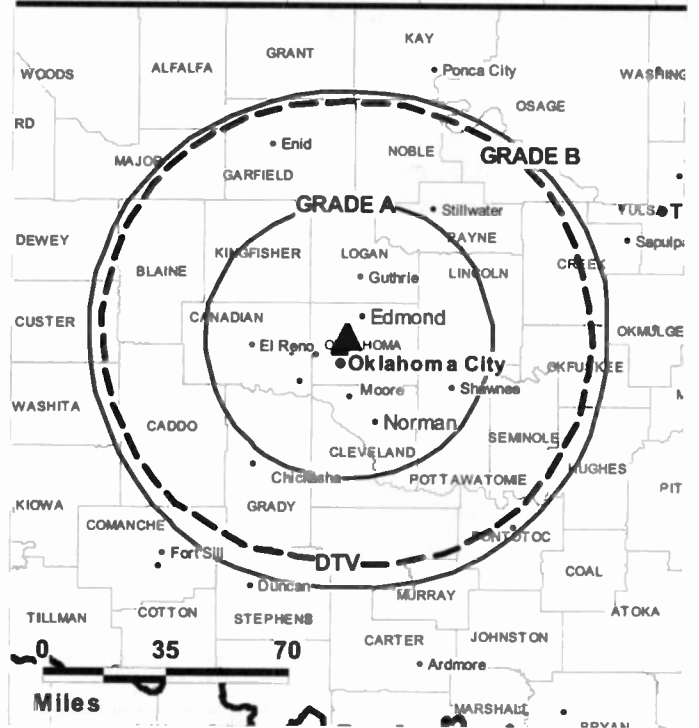 KAY
GRANT
ALFALFA
WOODS
Ponca City
WASHING
OSAGE
RD
Enid
NOBLE
GRADE B
MAJOR
GARFIELD
GRADE A
Stillwater
TULSA
T
PAYNE
DEWEY
Sapulpa
KINGFISHER
LOGAN
LINCOLN
CREEK
BLAINE
Guthrie
CUSTER
CANADIAN
Edmond
OKMULGE
El Reno
OKLAHOMA
Oklahoma City
OKFUSKEE
Moore
Shawnee
WASHITA
CADDO
Norman
SEMINOLE
CLEVELAND
HUGHES
Chickasha
POTTAWATOMIE
PIT
KIOWA
GRADY
COMANCHE
PONTOTOC
Fort Sill
DTV
COAL
Duncan
MURRAY
TILLMAN
COTTON
STEPHENS
ATOKA
CARTER
JOHNSTON
0 35 70
Ardmore
Miles
MARSHALL
BRYAN